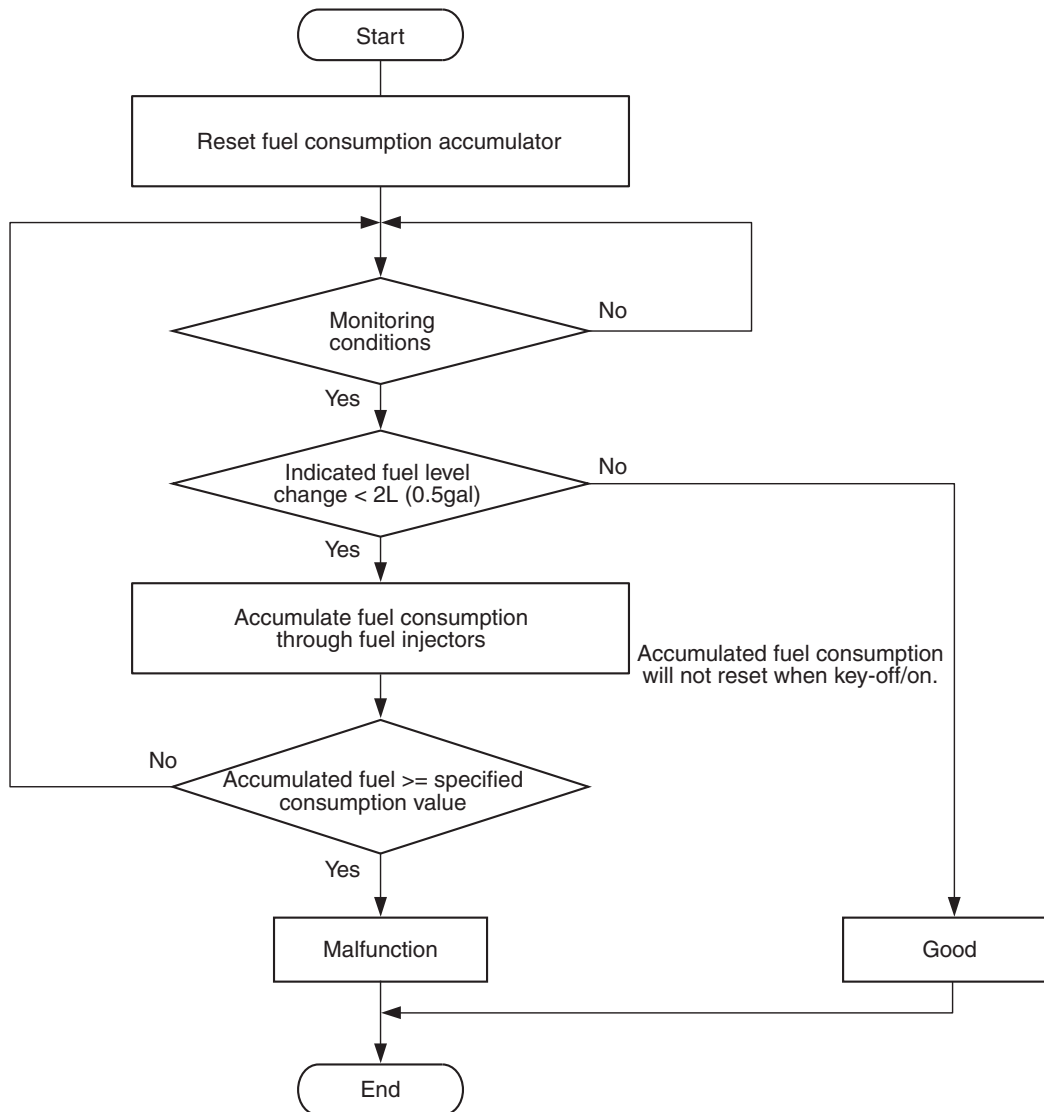 Start
Reset fuel consumption accumulator
Monitoring
conditions
No
Yes
Indicated fuel level
change < 2L (0.5gal)
No
Yes
Accumulate fuel consumption
through fuel injectors
Accumulated fuel consumption
will not reset when key-off/on.
No
Accumulated fuel >= specified
consumption value
Yes
Malfunction
Good
End